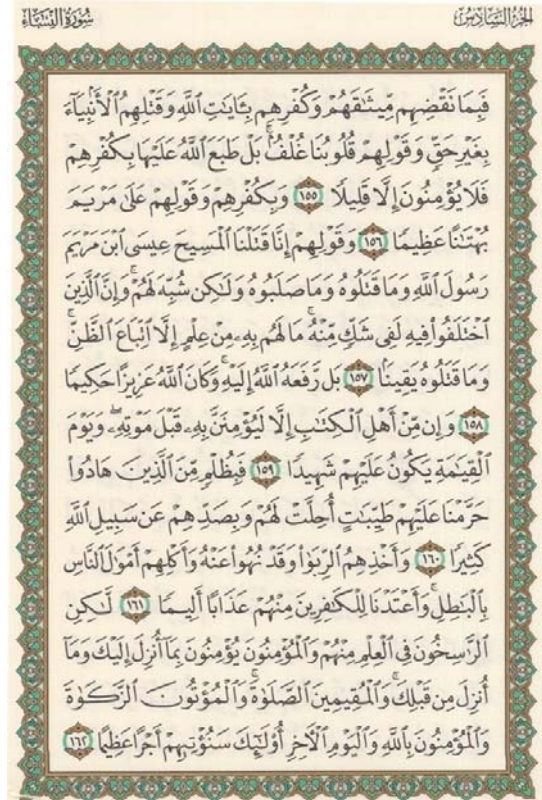 الجزء السادس
سورة النساء
فَبِمَا نَقْضِهِم مِّيثَٰقَهُمْ وَكُفْرِهِم بِـَٔايَٰتِ ٱللَّهِ وَقَتْلِهِمُ ٱلْأَنۢبِيَآءَ
بِغَيْرِ حَقٍّ وَقَوْلِهِمْ قُلُوبُنَا غُلْفٌۢ ۚ بَلْ طَبَعَ ٱللَّهُ عَلَيْهَا بِكُفْرِهِمْ
فَلَا يُؤْمِنُونَ إِلَّا قَلِيلًا ١٥٥ وَبِكُفْرِهِمْ وَقَوْلِهِمْ عَلَىٰ مَرْيَمَ
بُهْتَٰنًا عَظِيمًا ١٥٦ وَقَوْلِهِمْ إِنَّا قَتَلْنَا ٱلْمَسِيحَ عِيسَى ٱبْنَ مَرْيَمَ
رَسُولَ ٱللَّهِ وَمَا قَتَلُوهُ وَمَا صَلَبُوهُ وَلَٰكِن شُبِّهَ لَهُمْ ۚ وَإِنَّ ٱلَّذِينَ
ٱخْتَلَفُوا۟ فِيهِ لَفِى شَكٍّ مِّنْهُ ۚ مَا لَهُم بِهِۦ مِنْ عِلْمٍ إِلَّا ٱتِّبَاعَ ٱلظَّنِّ ۚ
وَمَا قَتَلُوهُ يَقِينًۢا ١٥٧ بَل رَّفَعَهُ ٱللَّهُ إِلَيْهِ ۚ وَكَانَ ٱللَّهُ عَزِيزًا حَكِيمًا
١٥٨ وَإِن مِّنْ أَهْلِ ٱلْكِتَٰبِ إِلَّا لَيُؤْمِنَنَّ بِهِۦ قَبْلَ مَوْتِهِۦ ۖ وَيَوْمَ
ٱلْقِيَٰمَةِ يَكُونُ عَلَيْهِمْ شَهِيدًا ١٥٩ فَبِظُلْمٍ مِّنَ ٱلَّذِينَ هَادُوا۟
حَرَّمْنَا عَلَيْهِمْ طَيِّبَٰتٍ أُحِلَّتْ لَهُمْ وَبِصَدِّهِمْ عَن سَبِيلِ ٱللَّهِ
كَثِيرًا ١٦٠ وَأَخْذِهِمُ ٱلرِّبَوٰا۟ وَقَدْ نُهُوا۟ عَنْهُ وَأَكْلِهِمْ أَمْوَٰلَ ٱلنَّاسِ
بِٱلْبَٰطِلِ ۚ وَأَعْتَدْنَا لِلْكَٰفِرِينَ مِنْهُمْ عَذَابًا أَلِيمًا ١٦١ لَّٰكِنِ
ٱلرَّٰسِخُونَ فِى ٱلْعِلْمِ مِنْهُمْ وَٱلْمُؤْمِنُونَ يُؤْمِنُونَ بِمَآ أُنزِلَ إِلَيْكَ وَمَآ
أُنزِلَ مِن قَبْلِكَ ۚ وَٱلْمُقِيمِينَ ٱلصَّلَوٰةَ ۚ وَٱلْمُؤْتُونَ ٱلزَّكَوٰةَ
وَٱلْمُؤْمِنُونَ بِٱللَّهِ وَٱلْيَوْمِ ٱلْـَٔاخِرِ أُو۟لَٰٓئِكَ سَنُؤْتِيهِمْ أَجْرًا عَظِيمًا ١٦٢